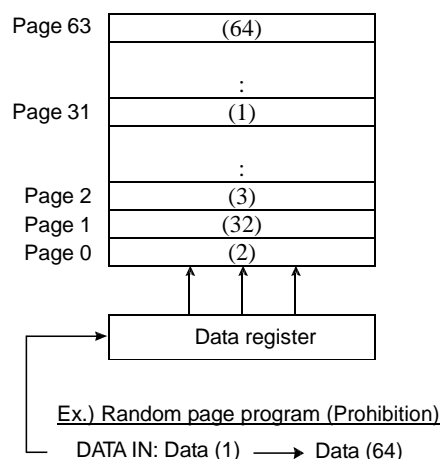 Page 63 (64)
:
Page 31 (1)
:
Page 2 (3)
Page 1 (32)
Page 0 (2)
Data register
Ex.) Random page program (Prohibition)
DATA IN: Data (1) Data (64)